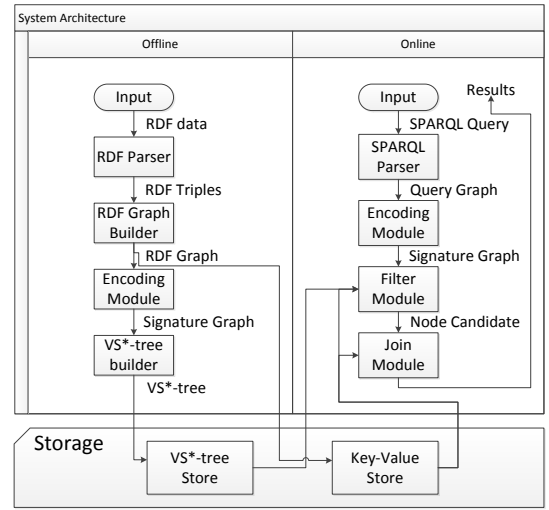 System Architecture
Offline
Online
Input
RDF data
RDF Parser
RDF Triples
RDF Graph
Builder
RDF Graph
Encoding
Module
Signature Graph
VS*-tree
builder
VS*-tree
Input
Results
SPARQL Query
SPARQL
Parser
Query Graph
Encoding
Module
Signature Graph
Filter
Module
Node Candidate
Join
Module
Storage
VS*-tree
Store
Key-Value
Store